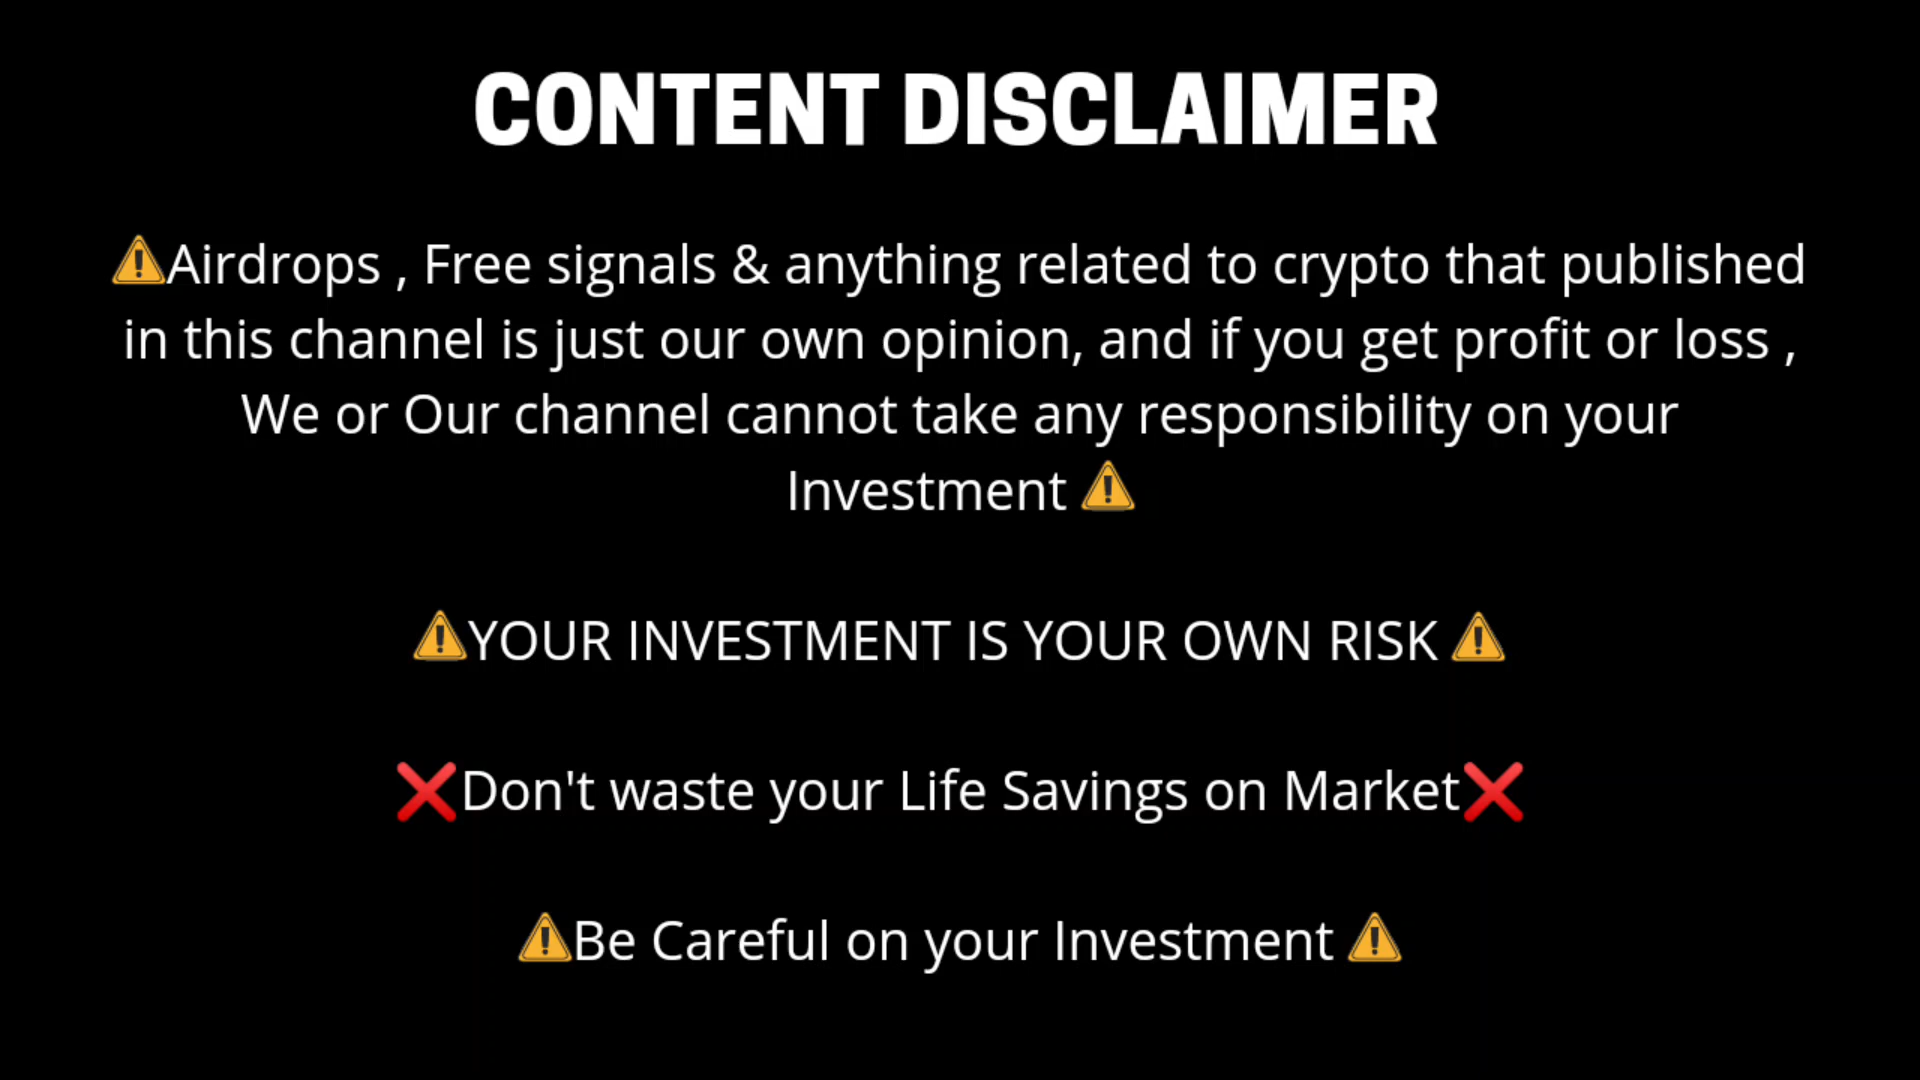 CONTENT DISCLAIMER
⚠️Airdrops , Free signals & anything related to crypto that published
in this channel is just our own opinion, and if you get profit or loss ,
We or Our channel cannot take any responsibility on your
Investment ⚠️
⚠️YOUR INVESTMENT IS YOUR OWN RISK ⚠️
❌Don't waste your Life Savings on Market❌
⚠️Be Careful on your Investment ⚠️